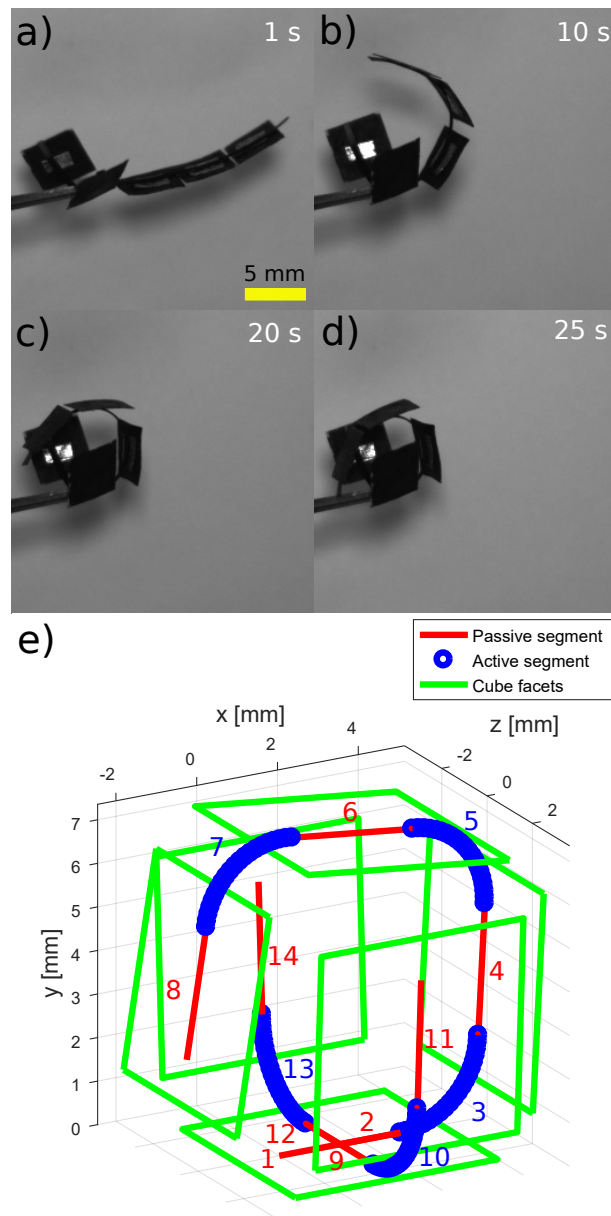 a) 1 s
b) 10 s
5 mm
c) 20 s
d) 25 s
e)
Passive segment
Active segment
Cube facets
x [mm]
z [mm]
-2 0 2 4
-2 0 2
y [mm]
7
6
5
4
3
2
1
0
6
5
7
14
8
4
11
13
3
12
2
1
9
10